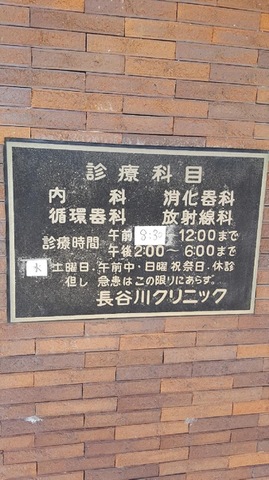 診療科目
内科 消化器科
循環器科 放射線科
診療時間 午前 8:30 12:00まで
午後2:00〜6:00まで
木 土曜日.午前中・日曜 祝祭日.休診
但し 急患はこの限りにあらず。
長谷川クリニック